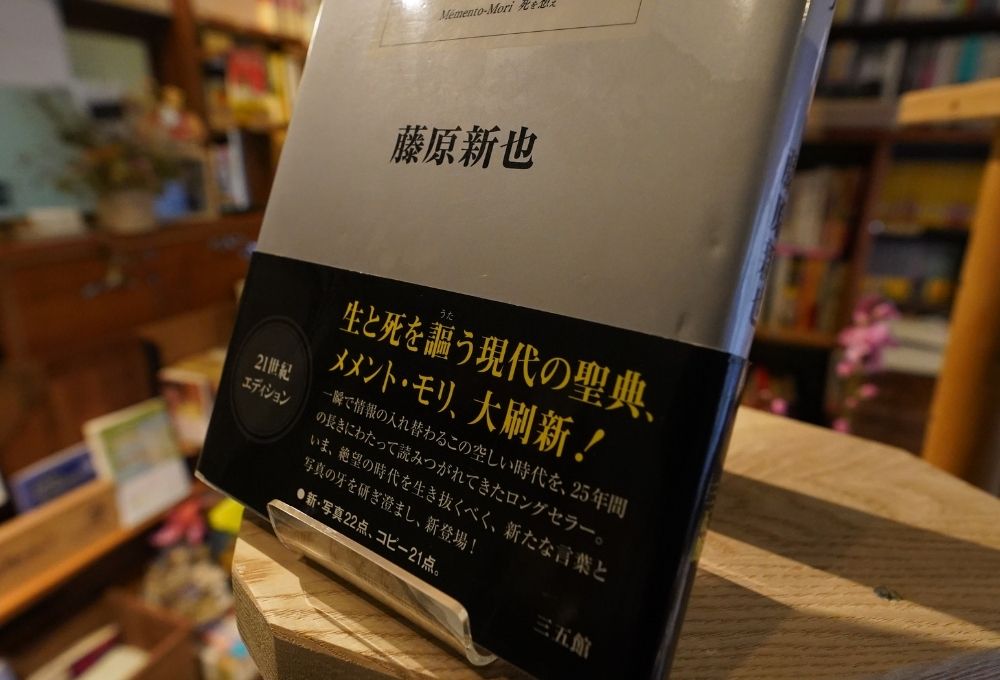 Mémento-Mori 死を想え
藤原新也
21世紀
エディション
生と死を謳う現代の聖典、
うた
メメント・モリ、大刷新！
一瞬で情報の入れ替わるこの空しい時代を、25年間
の長きにわたって読みつがれてきたロングセラー。
いま、絶望の時代を生き抜くべく、新たな言葉と
写真の牙を研ぎ澄まし、新登場！
●新・写真22点、コピー21点。
三五館